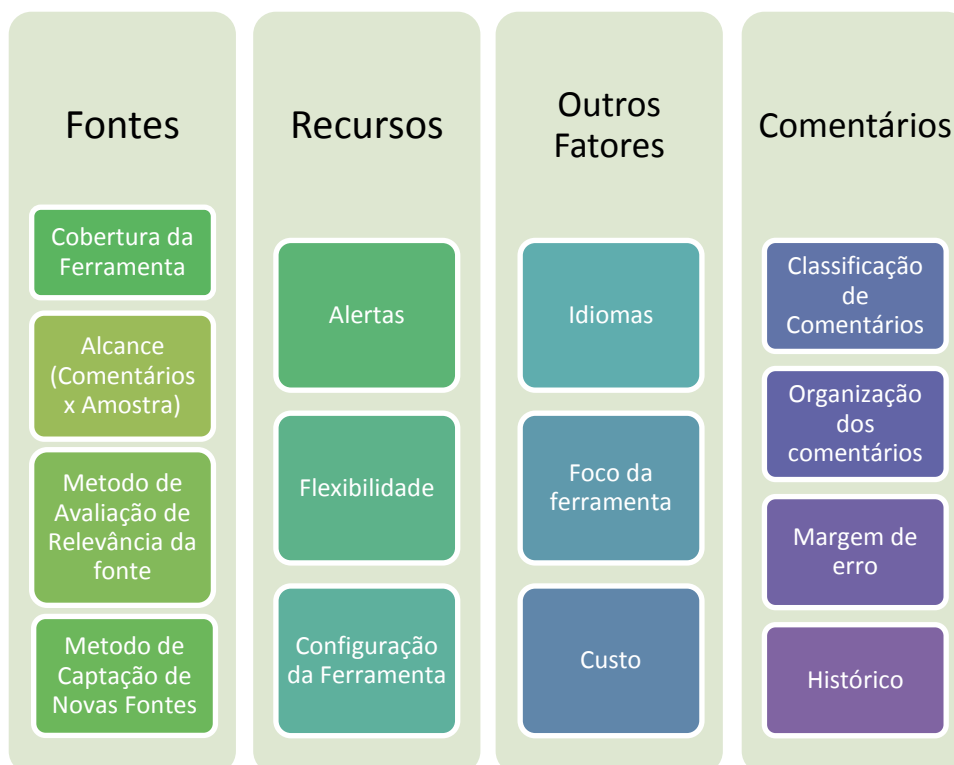 Fontes
Cobertura da
Ferramenta
Alcance
(Comentários
x Amostra)
Metodo de
Avaliação de
Relevância da
fonte
Metodo de
Captação de
Novas Fontes
Recursos
Alertas
Flexibilidade
Configuração
da Ferramenta
Outros
Fatores
Idiomas
Foco da
ferramenta
Custo
Comentários
Classificação
de
Comentários
Organização
dos
comentários
Margem de
erro
Histórico